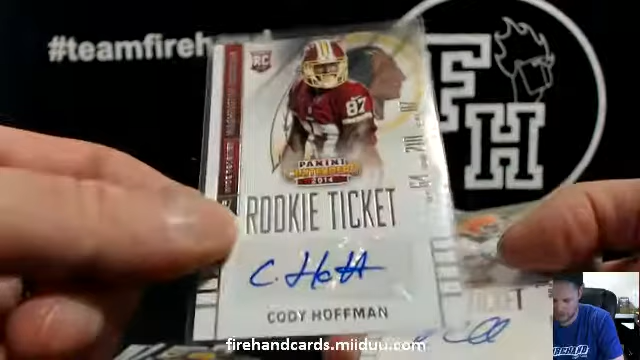 #teamfireh
FH
RC
87
PANINI
CONTENDERS
2014
ROOKIE TICKET
C. Hoff
CODY HOFFMAN
TICKET
firehandcards.miiduu.com